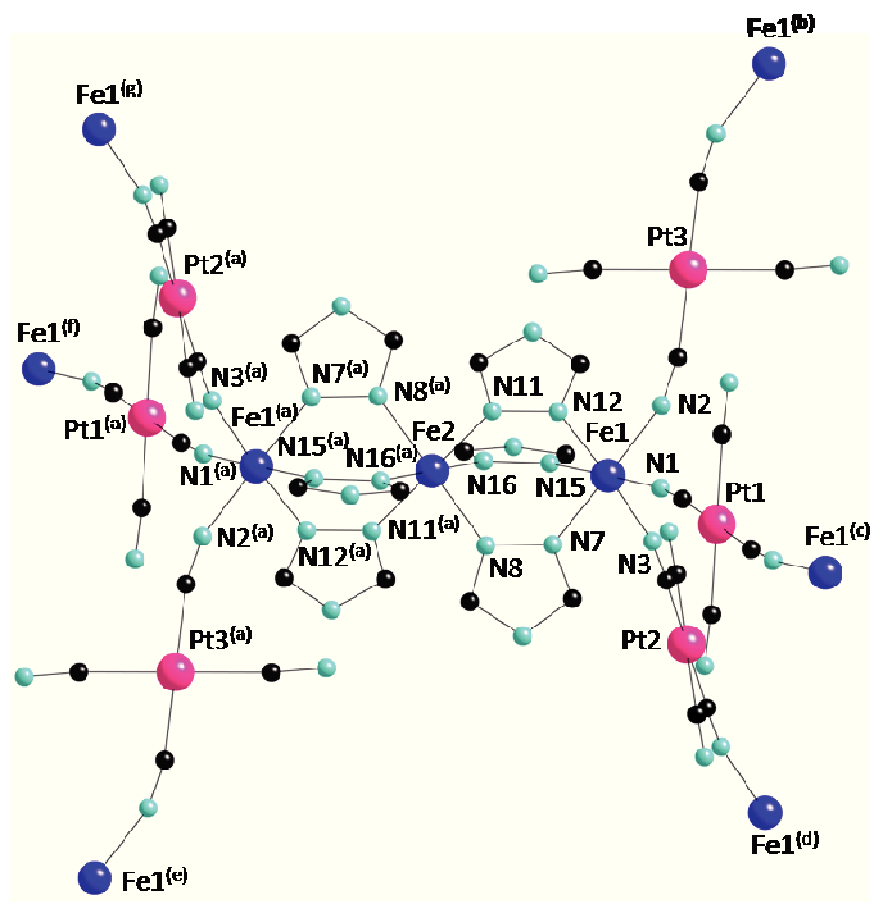 Fe1(b)
Fe1(g)
Pt3
Pt2(a)
Fe1(f)
N3(a)
N7(a)
N8(a)
N11
N12
N2
Fe1(a)
Fe2
Fe1
Pt1(a)
N15(a)
N16(a)
N1(a)
N16
N15
N1
Pt1
N2(a)
N12(a)
N11(a)
N8
N7
N3
Fe1(c)
Pt3(a)
Pt2
Fe1(d)
Fe1(e)